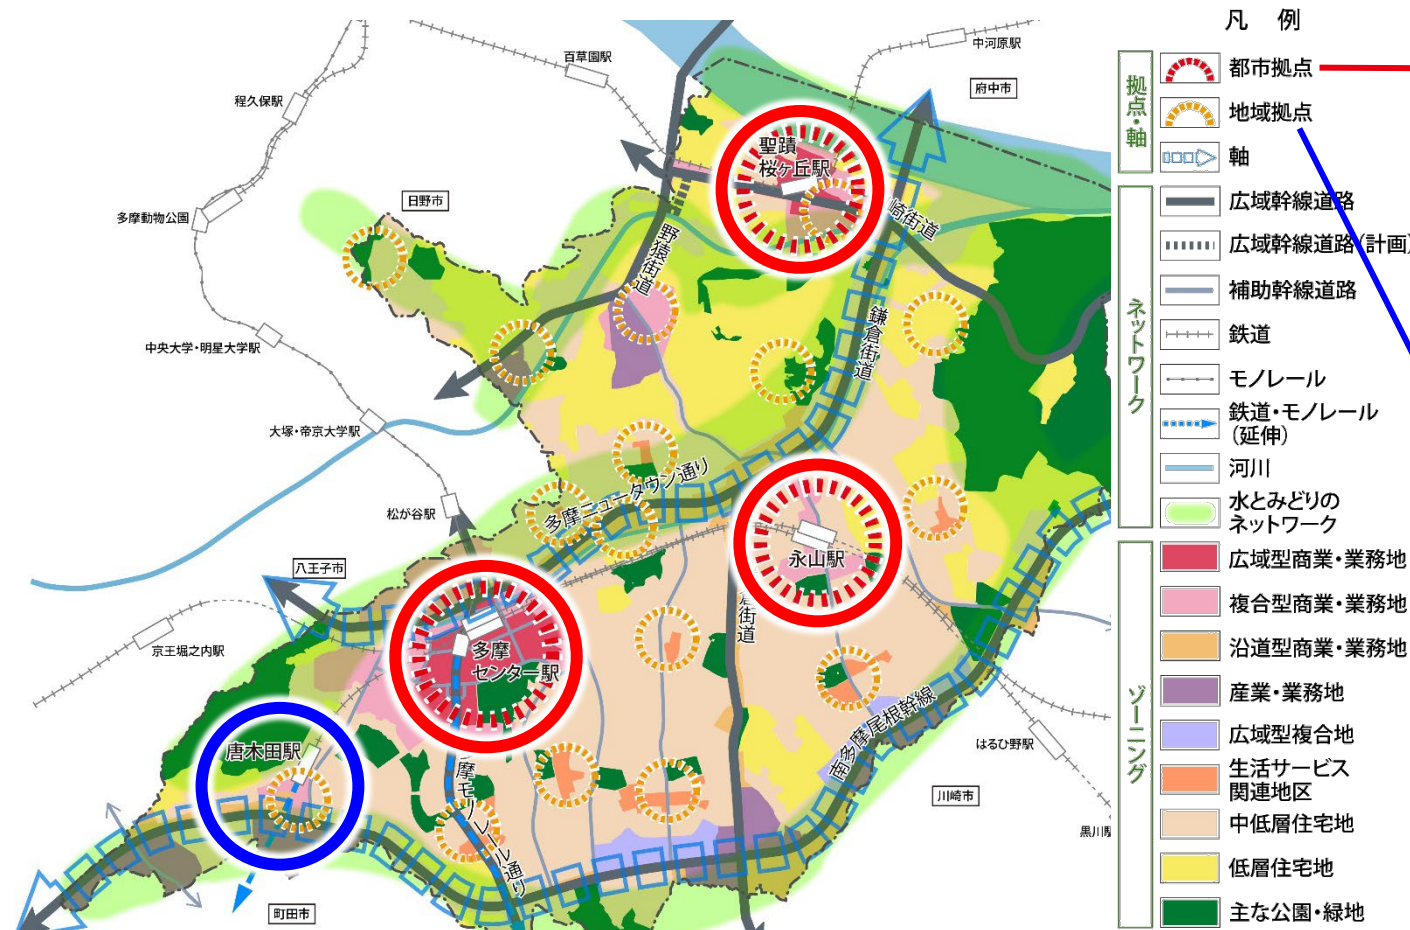 凡 例
拠点・軸
都市拠点
地域拠点
軸
ネットワーク
広域幹線道路
広域幹線道路(計画)
補助幹線道路
鉄道
モノレール
鉄道・モノレール
(延伸)
河川
水とみどりの
ネットワーク
ゾーニング
広域型商業・業務地
複合型商業・業務地
沿道型商業・業務地
産業・業務地
広域型複合地
生活サービス
関連地区
中低層住宅地
低層住宅地
主な公園・緑地
中河原駅
百草園駅
府中市
程久保駅
聖蹟
桜ヶ丘駅
日野市
多摩動物公園
崎街道
野猿街道
鎌倉街道
中央大学・明星大学駅
大塚・帝京大学駅
多摩ニュータウン通り
松が谷駅
永山駅
八王子市
街道
京王堀之内駅
多摩
センター駅
唐木田駅
南多摩尾根幹線
はるひ野駅
川崎市
摩モノレール通り
黒川駅
町田市